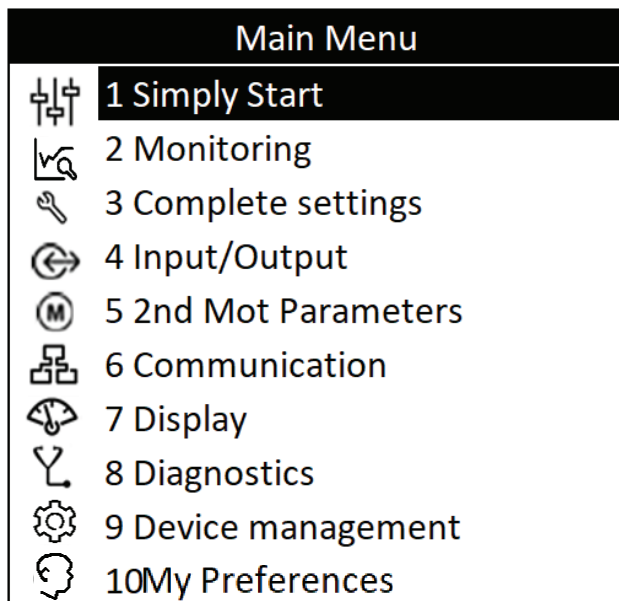 Main Menu
1 Simply Start
2 Monitoring
3 Complete settings
4 Input/Output
M 5 2nd Mot Parameters
6 Communication
7 Display
8 Diagnostics
9 Device management
10My Preferences